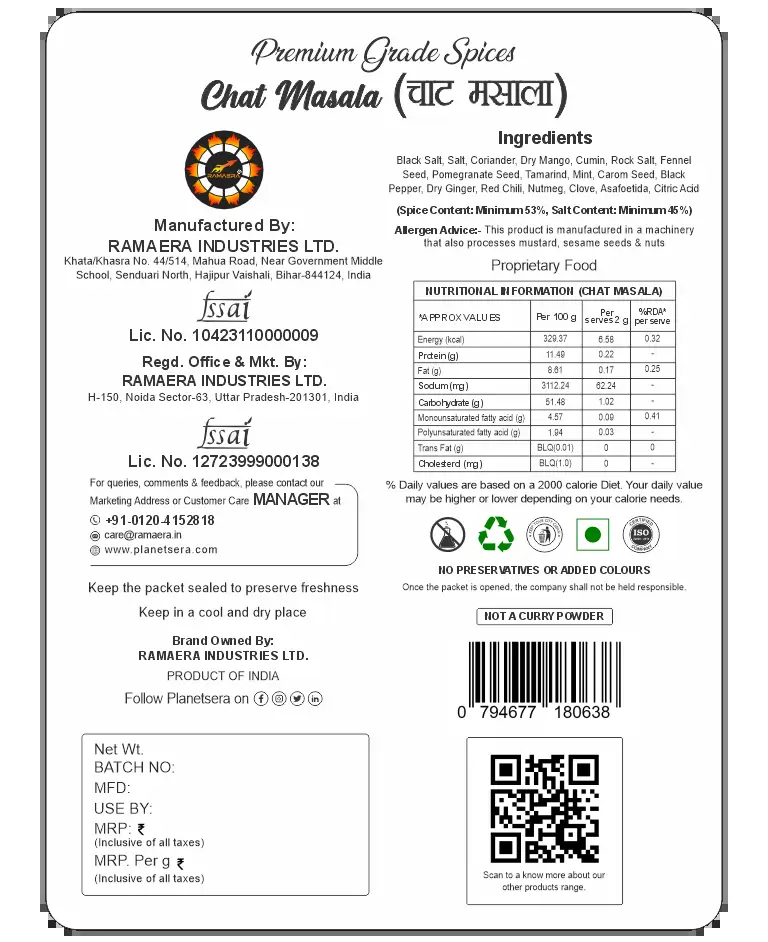 Premium Grade Spices
Chat Masala (चाट मसाला)
RAMAERA
Manufactured By:
RAMAERA INDUSTRIES LTD.
Khata/Khasra No. 44/514, Mahua Road, Near Government Middle
School, Senduari North, Hajipur Vaishali, Bihar-844124, India
fssai
Lic. No. 10423110000009
Regd. Office & Mkt. By:
RAMAERA INDUSTRIES LTD.
H-150, Noida Sector-63, Uttar Pradesh-201301, India
fssai
Lic. No. 12723999000138
For queries, comments & feedback, please contact our
Marketing Address or Customer Care MANAGER at
+91-0120-4152818
care@ramaera.in
www.planetsera.com
Keep the packet sealed to preserve freshness
Keep in a cool and dry place
Brand Owned By:
RAMAERA INDUSTRIES LTD.
PRODUCT OF INDIA
Follow Planetsera on
Net Wt.
BATCH NO:
MFD:
USE BY:
MRP: ₹
(Inclusive of all taxes)
MRP. Per g ₹
(Inclusive of all taxes)
Ingredients
Black Salt, Salt, Coriander, Dry Mango, Cumin, Rock Salt, Fennel
Seed, Pomegranate Seed, Tamarind, Mint, Carom Seed, Black
Pepper, Dry Ginger, Red Chili, Nutmeg, Clove, Asafoetida, Citric Acid
(Spice Content: Minimum 53%, Salt Content: Minimum 45%)
Allergen Advice:- This product is manufactured in a machinery
that also processes mustard, sesame seeds & nuts
Proprietary Food
NUTRITIONAL INFORMATION (CHAT MASALA)
*APPROX VALUES Per 100 g Per serves 2 g %RDA* per serve
Energy (kcal) 329.37 6.58 0.32
Protein (g) 11.49 0.22 -
Fat (g) 8.61 0.17 0.25
Sodium (mg) 3112.24 62.24 -
Carbohydrate (g) 51.48 1.02 -
Monounsaturated fatty acid (g) 4.57 0.09 0.41
Polyunsaturated fatty acid (g) 1.94 0.03 -
Trans Fat (g) BLQ(0.01) 0 0
Cholesterol (mg) BLQ(1.0) 0 -
% Daily values are based on a 2000 calorie Diet. Your daily value
may be higher or lower depending on your calorie needs.
CERTIFIED
ISO
COMPANY
NO PRESERVATIVES OR ADDED COLOURS
Once the packet is opened, the company shall not be held responsible.
NOT A CURRY POWDER
0 794677 180638
Scan to a know more about our
other products range.